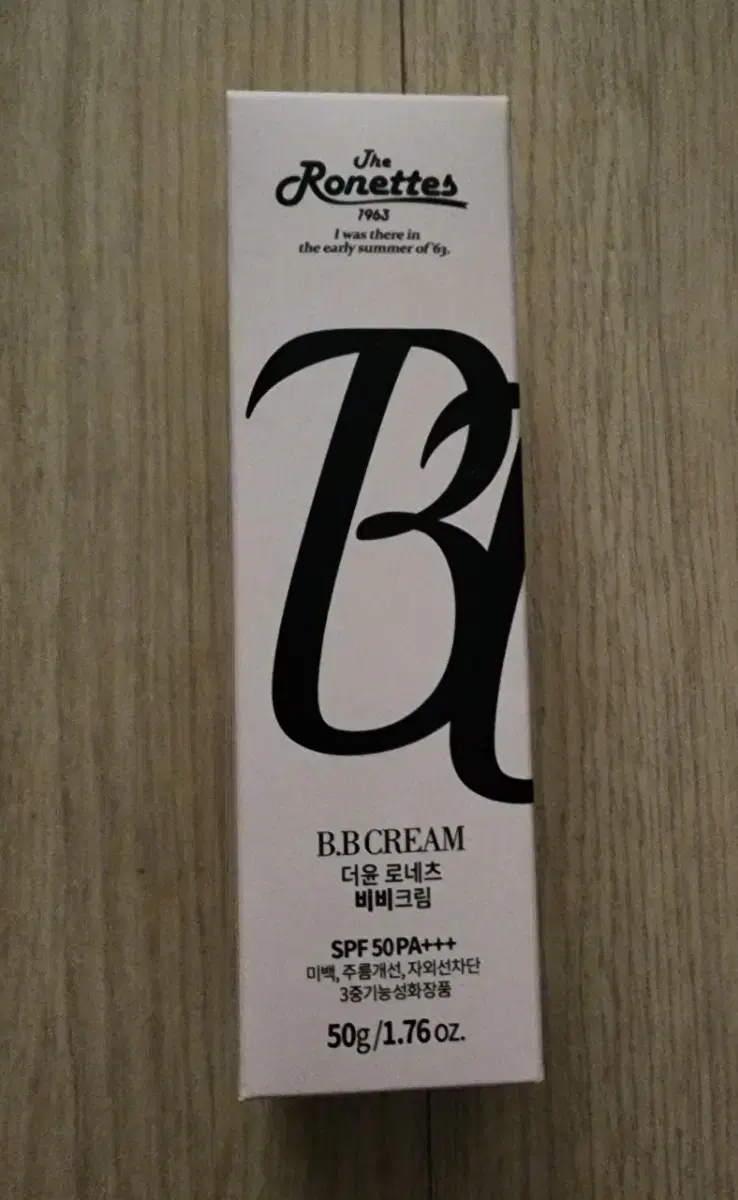 The
Ronettes
1963
I was there in
the early summer of '63.
B
B.B CREAM
더윤 로네츠
비비크림
SPF 50 PA+++
미백, 주름개선, 자외선차단
3중기능성화장품
50g/1.76 oz.